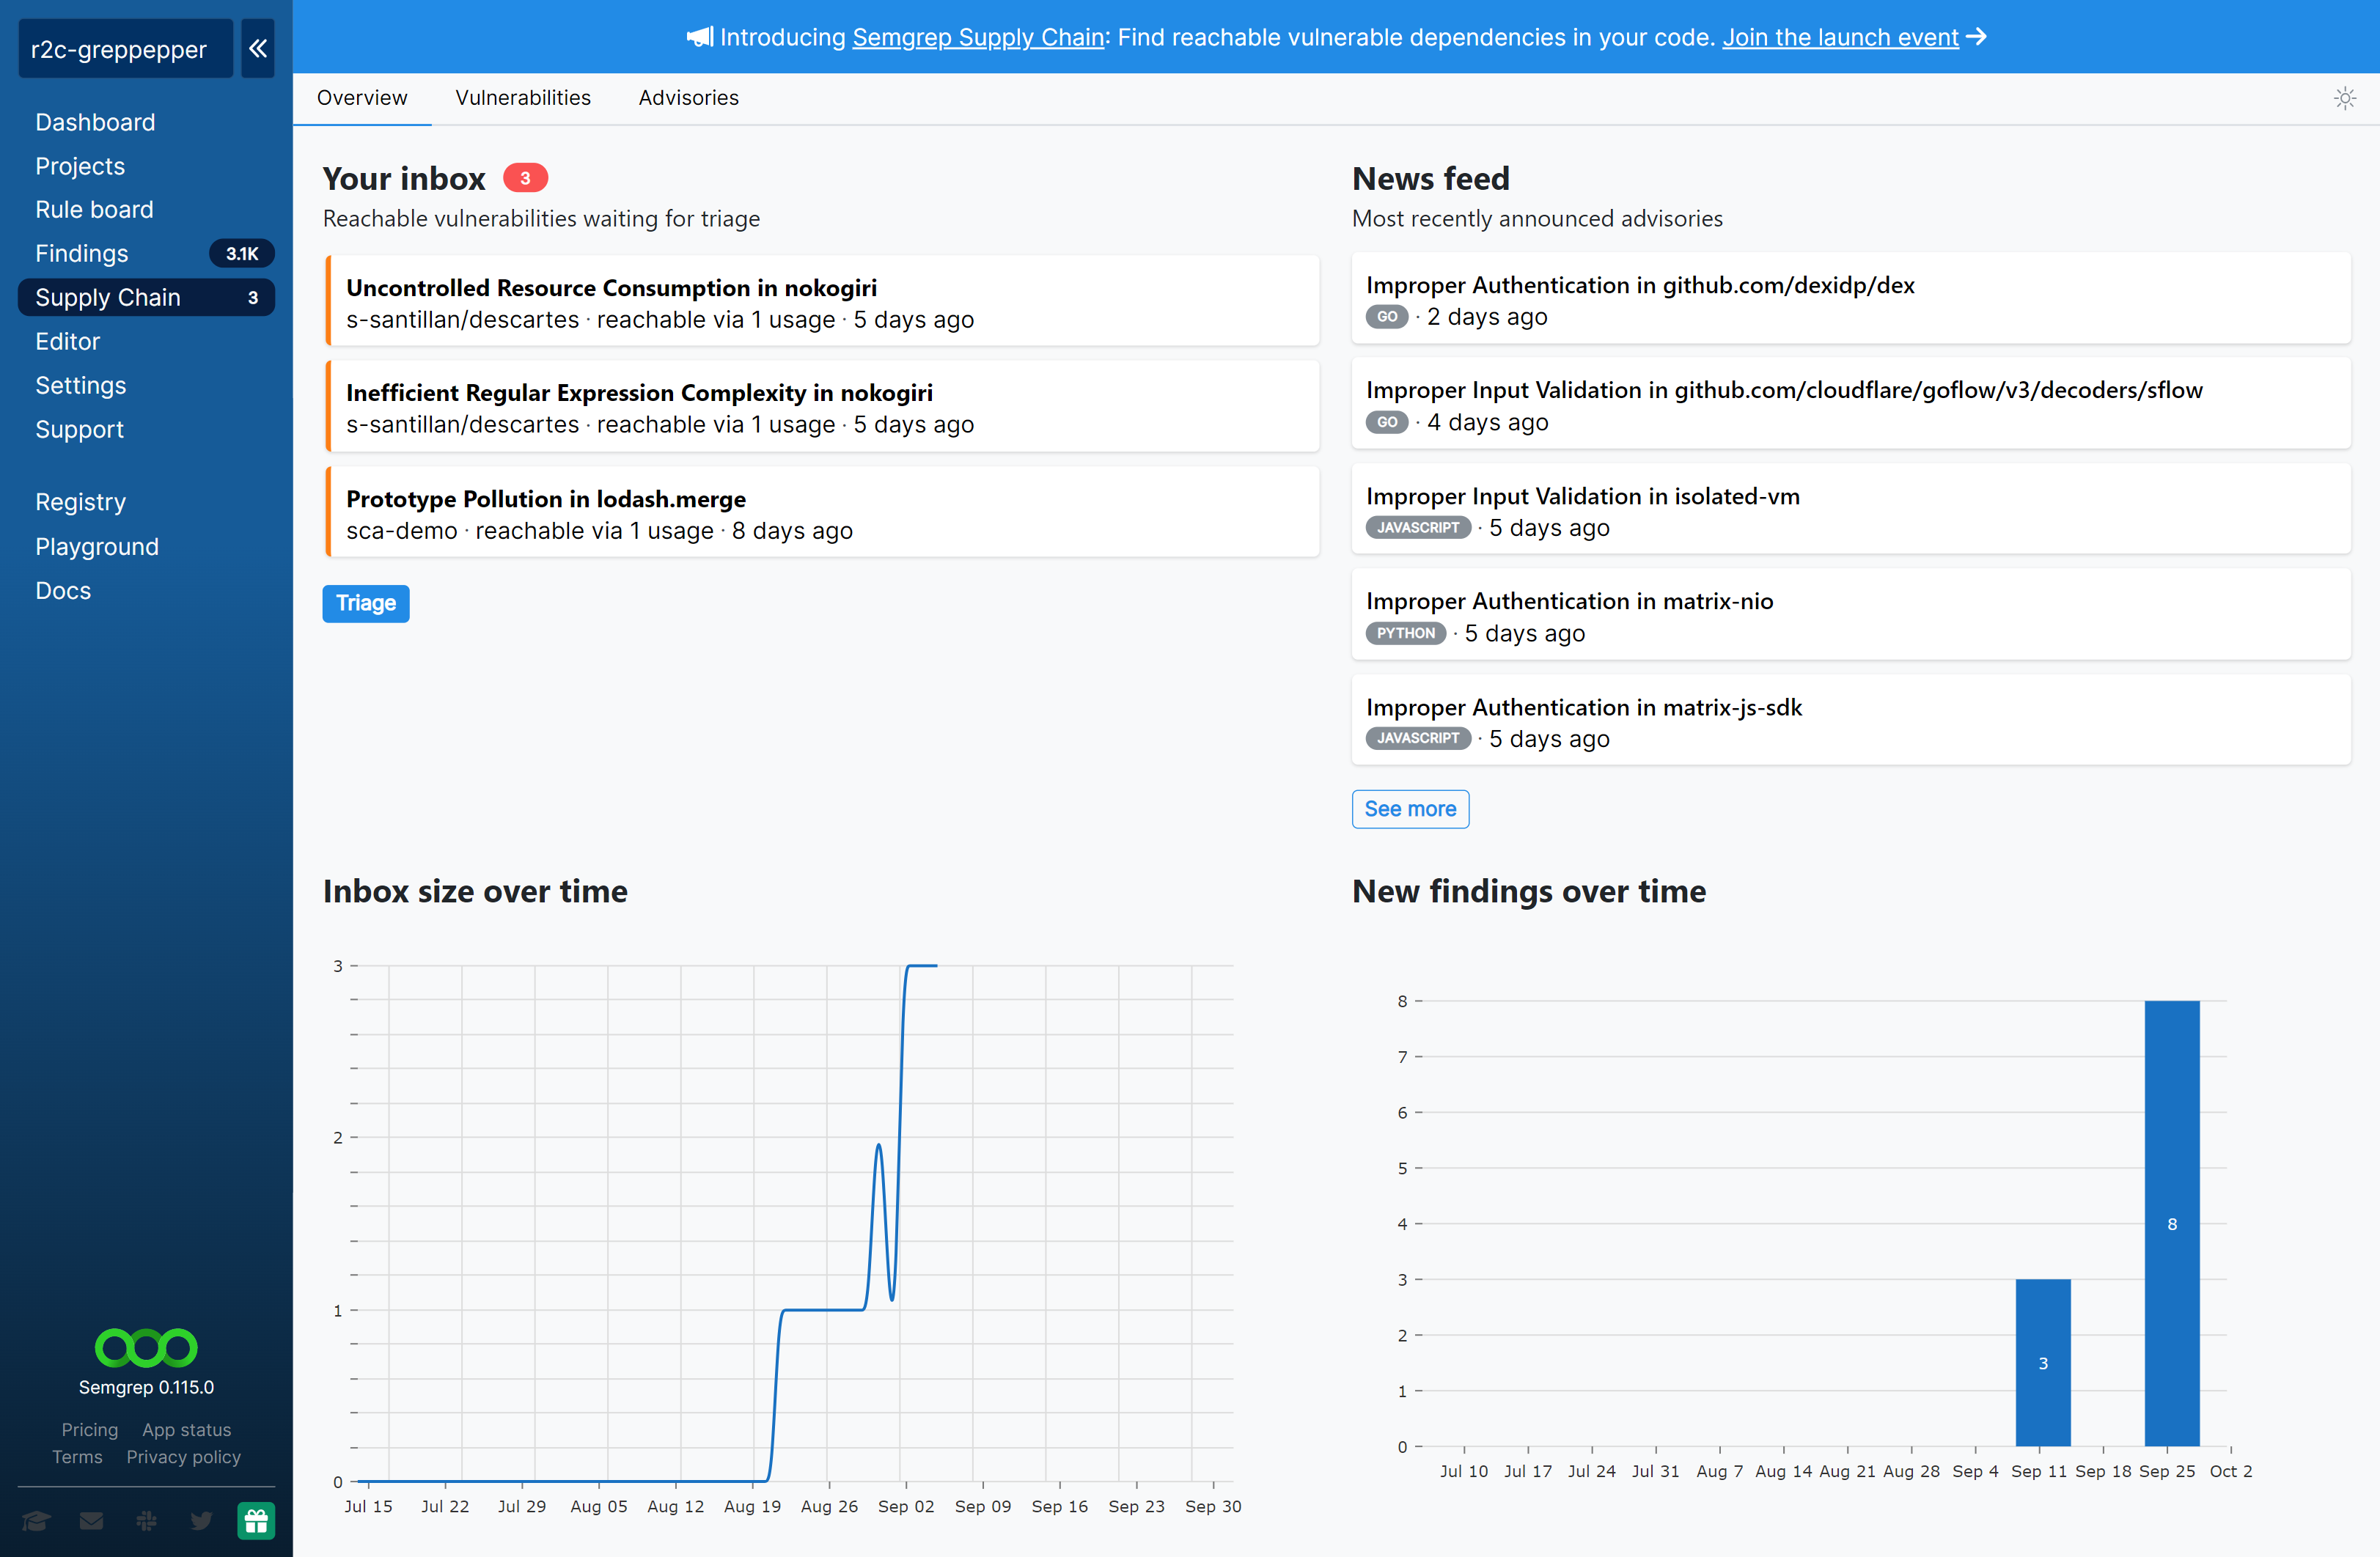 r2c-greppepper
Dashboard
Projects
Rule board
Findings 3.1K
Supply Chain 3
Editor
Settings
Support
Registry
Playground
Docs
Semgrep 0.115.0
Pricing App status
Terms Privacy policy
Introducing Semgrep Supply Chain: Find reachable vulnerable dependencies in your code. Join the launch event →
Overview Vulnerabilities Advisories
Your inbox 3
Reachable vulnerabilities waiting for triage
Uncontrolled Resource Consumption in nokogiri
s-santillan/descartes · reachable via 1 usage · 5 days ago
Inefficient Regular Expression Complexity in nokogiri
s-santillan/descartes · reachable via 1 usage · 5 days ago
Prototype Pollution in lodash.merge
sca-demo · reachable via 1 usage · 8 days ago
Triage
News feed
Most recently announced advisories
Improper Authentication in github.com/dexidp/dex
GO · 2 days ago
Improper Input Validation in github.com/cloudflare/goflow/v3/decoders/sflow
GO · 4 days ago
Improper Input Validation in isolated-vm
JAVASCRIPT · 5 days ago
Improper Authentication in matrix-nio
PYTHON · 5 days ago
Improper Authentication in matrix-js-sdk
JAVASCRIPT · 5 days ago
See more
Inbox size over time
3
2
1
0
Jul 15 Jul 22 Jul 29 Aug 05 Aug 12 Aug 19 Aug 26 Sep 02 Sep 09 Sep 16 Sep 23 Sep 30
New findings over time
8
7
6
5
4
3
2
1
0
3
8
Jul 10 Jul 17 Jul 24 Jul 31 Aug 7 Aug 14 Aug 21 Aug 28 Sep 4 Sep 11 Sep 18 Sep 25 Oct 2